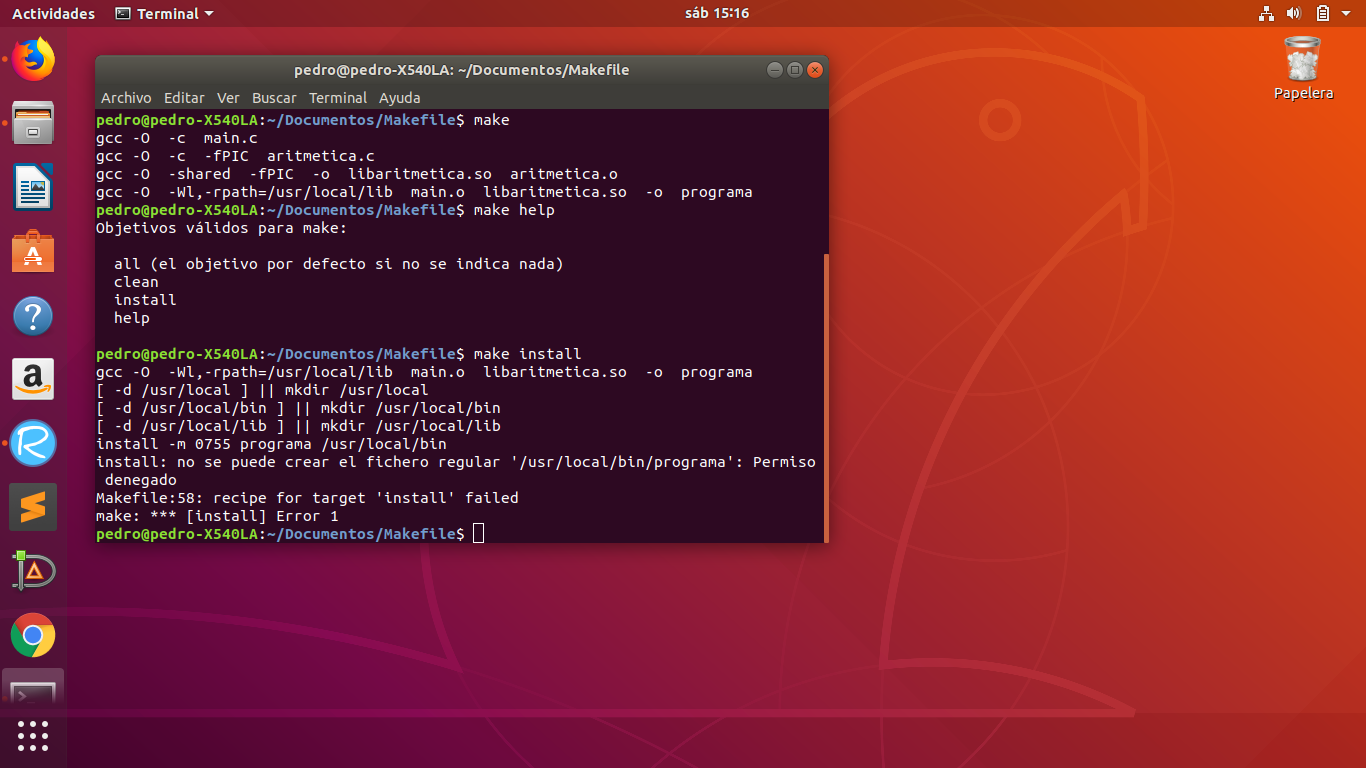 Actividades Terminal sáb 15:16
pedro@pedro-X540LA: ~/Documentos/Makefile
Archivo Editar Ver Buscar Terminal Ayuda
pedro@pedro-X540LA:~/Documentos/Makefile$ make
gcc -O  -c  main.c
gcc -O  -c  -fPIC  aritmetica.c
gcc -O  -shared  -fPIC  -o  libaritmetica.so  aritmetica.o
gcc -O  -Wl,-rpath=/usr/local/lib  main.o  libaritmetica.so  -o  programa
pedro@pedro-X540LA:~/Documentos/Makefile$ make help
Objetivos válidos para make:
  all (el objetivo por defecto si no se indica nada)
  clean
  install
  help
pedro@pedro-X540LA:~/Documentos/Makefile$ make install
gcc -O  -Wl,-rpath=/usr/local/lib  main.o  libaritmetica.so  -o  programa
[ -d /usr/local ] || mkdir /usr/local
[ -d /usr/local/bin ] || mkdir /usr/local/bin
[ -d /usr/local/lib ] || mkdir /usr/local/lib
install -m 0755 programa /usr/local/bin
install: no se puede crear el fichero regular '/usr/local/bin/programa': Permiso
 denegado
Makefile:58: recipe for target 'install' failed
make: *** [install] Error 1
pedro@pedro-X540LA:~/Documentos/Makefile$
Papelera